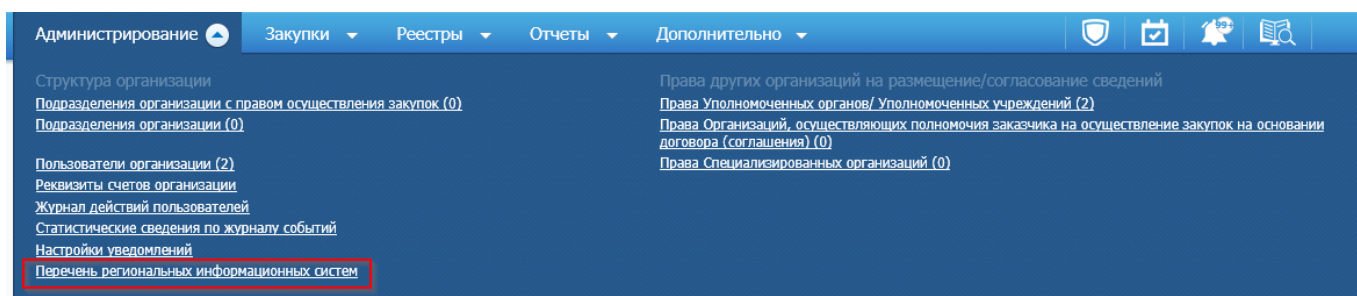 Администрирование Закупки Реестры Отчеты Дополнительно 99+
Структура организации
Подразделения организации с правом осуществления закупок (0)
Подразделения организации (0)
Пользователи организации (2)
Реквизиты счетов организации
Журнал действий пользователей
Статистические сведения по журналу событий
Настройки уведомлений
Перечень региональных информационных систем
Права других организаций на размещение/согласование сведений
Права Уполномоченных органов/ Уполномоченных учреждений (2)
Права Организаций, осуществляющих полномочия заказчика на осуществление закупок на основании
договора (соглашения) (0)
Права Специализированных организаций (0)